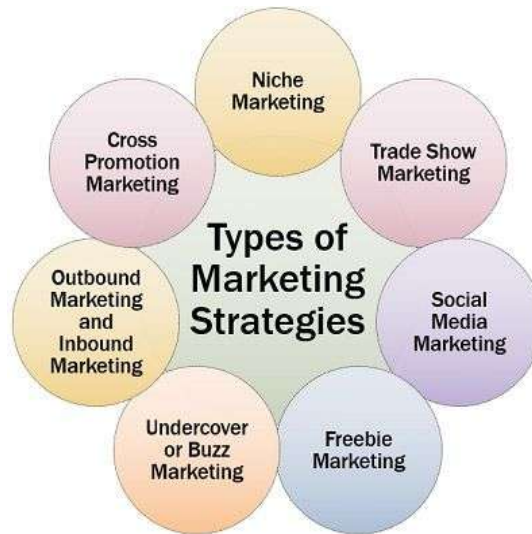 Types of
Marketing
Strategies
Niche
Marketing
Trade Show
Marketing
Social
Media
Marketing
Freebie
Marketing
Undercover
or Buzz
Marketing
Outbound
Marketing
and
Inbound
Marketing
Cross
Promotion
Marketing